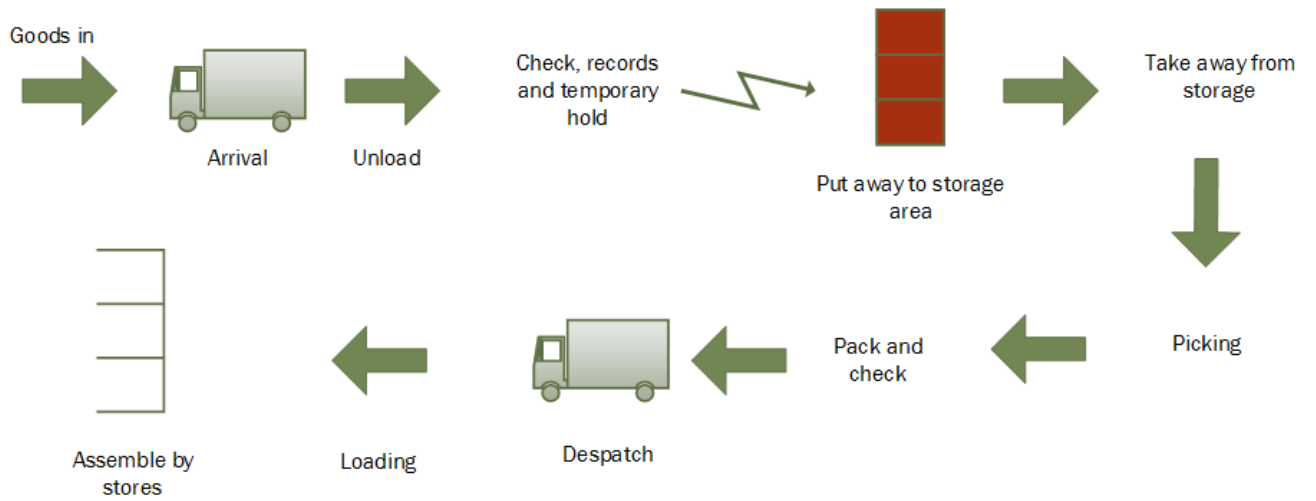 Goods in
Arrival
Unload
Check, records
and temporary
hold
Put away to storage
area
Take away from
storage
Picking
Pack and
check
Despatch
Loading
Assemble by
stores